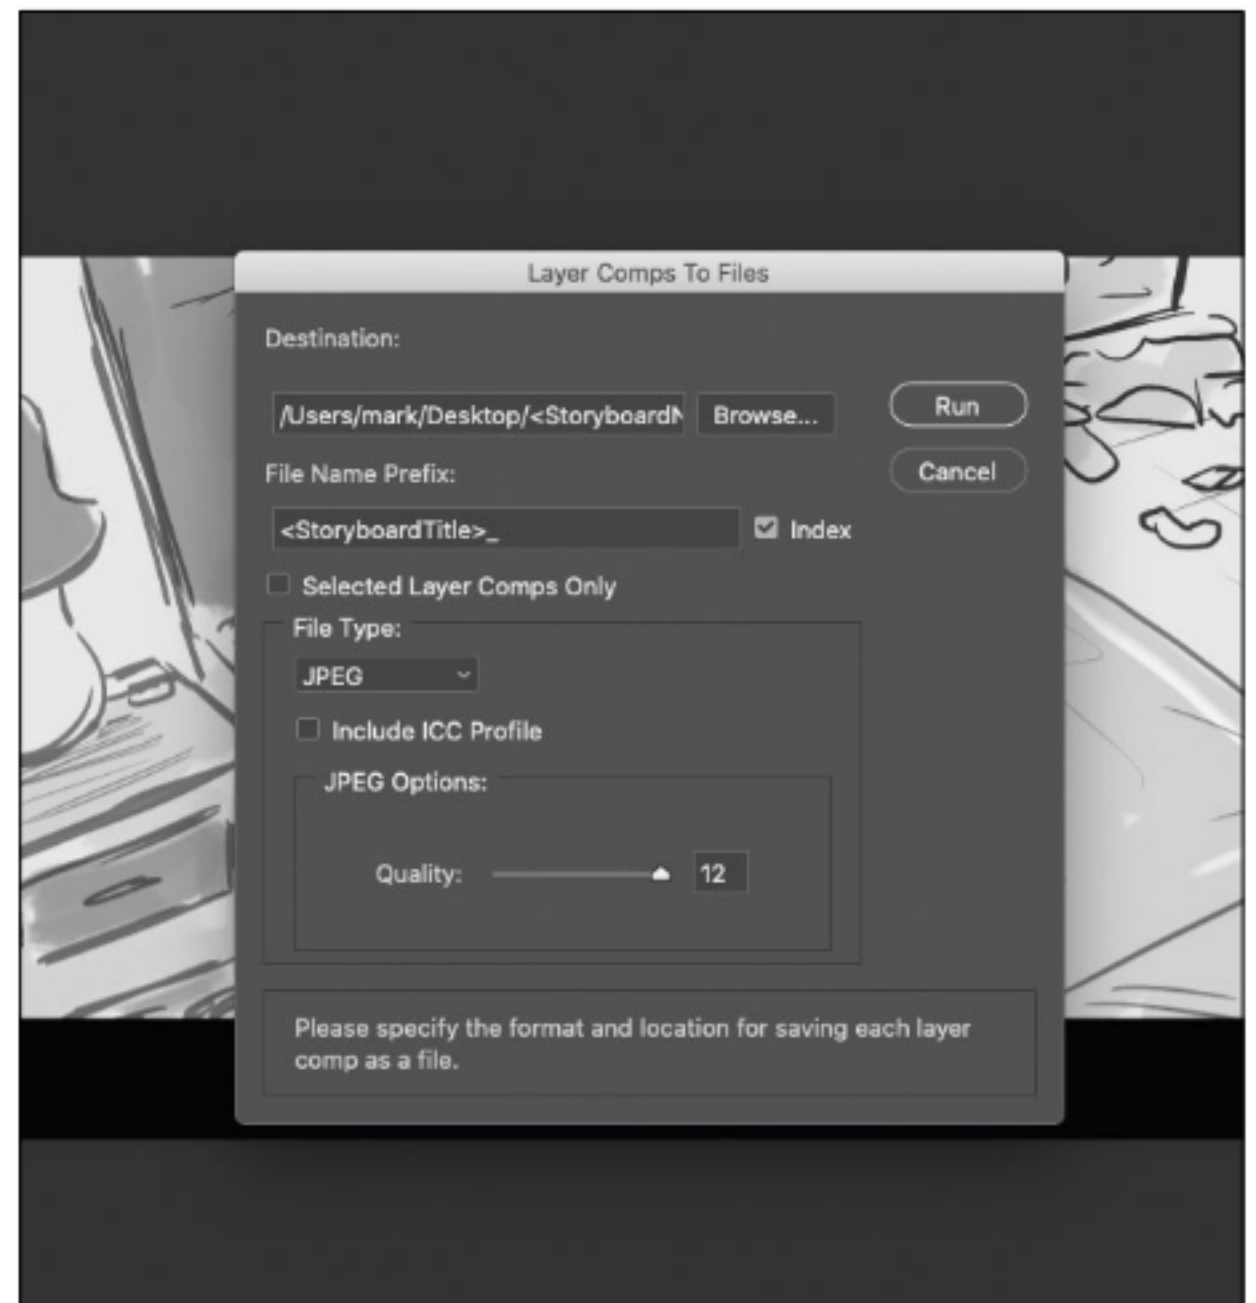 Layer Comps To Files
Destination:
/Users/mark/Desktop/<StoryboardN Browse... Run
File Name Prefix: Cancel
<StoryboardTitle>_ Index
Selected Layer Comps Only
File Type:
JPEG
Include ICC Profile
JPEG Options:
Quality: 12
Please specify the format and location for saving each layer
comp as a file.